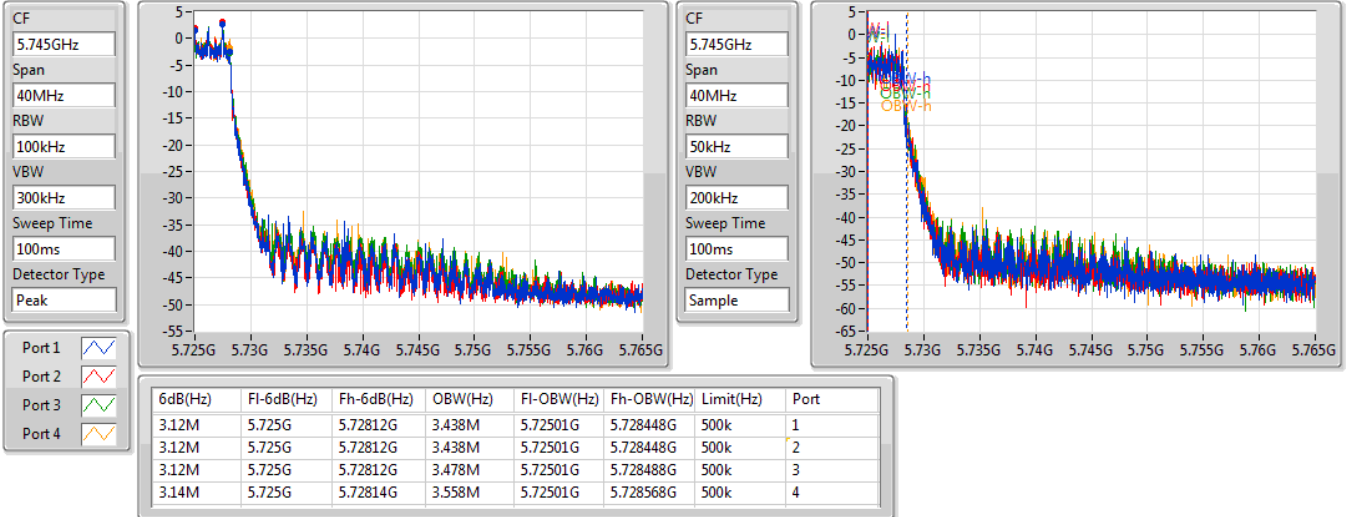 CF
5.745GHz
Span
40MHz
RBW
100kHz
VBW
300kHz
Sweep Time
100ms
Detector Type
Peak
5
0
-5
-10
-15
-20
-25
-30
-35
-40
-45
-50
-55
5.725G 5.73G 5.735G 5.74G 5.745G 5.75G 5.755G 5.76G 5.765G
CF
5.745GHz
Span
40MHz
RBW
50kHz
VBW
200kHz
Sweep Time
100ms
Detector Type
Sample
5
0
-5
-10
-15
-20
-25
-30
-35
-40
-45
-50
-55
-60
-65
OBW-h
OBW-h
OBW-h
OBW-h
5.725G 5.73G 5.735G 5.74G 5.745G 5.75G 5.755G 5.76G 5.765G
Port 1
Port 2
Port 3
Port 4
6dB(Hz) Fl-6dB(Hz) Fh-6dB(Hz) OBW(Hz) Fl-OBW(Hz) Fh-OBW(Hz) Limit(Hz) Port
3.12M 5.725G 5.72812G 3.438M 5.72501G 5.728448G 500k 1
3.12M 5.725G 5.72812G 3.438M 5.72501G 5.728448G 500k 2
3.12M 5.725G 5.72812G 3.478M 5.72501G 5.728488G 500k 3
3.14M 5.725G 5.72814G 3.558M 5.72501G 5.728568G 500k 4